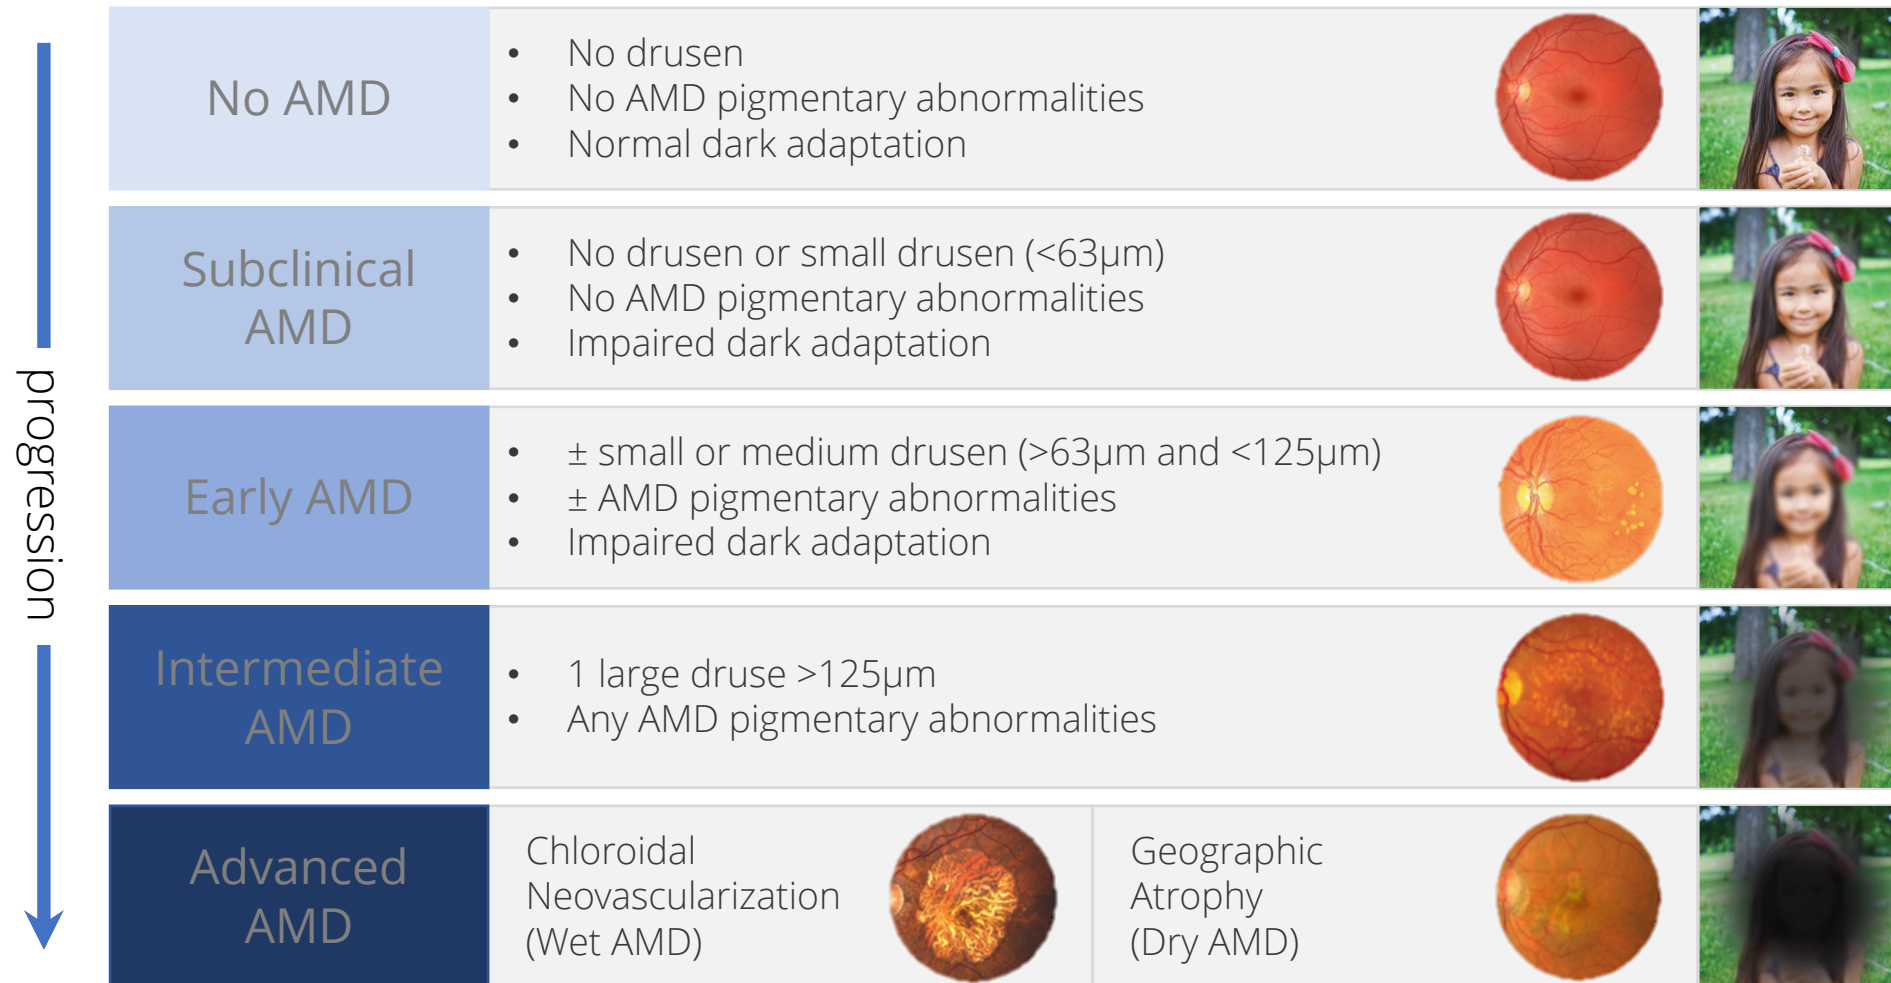 progression
No AMD
• No drusen
• No AMD pigmentary abnormalities
• Normal dark adaptation
Subclinical
AMD
• No drusen or small drusen (<63µm)
• No AMD pigmentary abnormalities
• Impaired dark adaptation
Early AMD
• ± small or medium drusen (>63µm and <125µm)
• ± AMD pigmentary abnormalities
• Impaired dark adaptation
Intermediate
AMD
• 1 large druse >125µm
• Any AMD pigmentary abnormalities
Advanced
AMD
Chloroidal
Neovascularization
(Wet AMD)
Geographic
Atrophy
(Dry AMD)